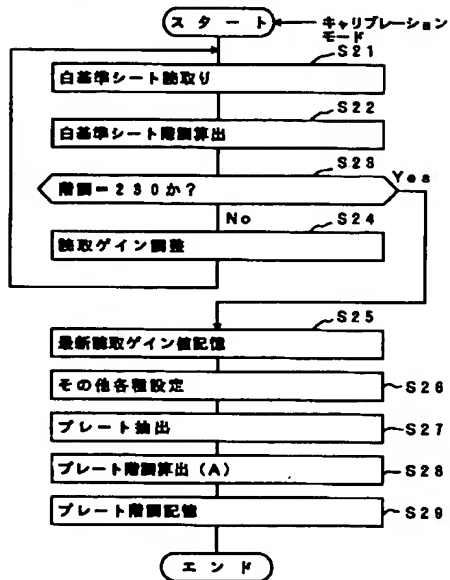 スタート
キャリブレーション
モード
S21
白基準シート読取り
S22
白基準シート階調算出
S23
階調=230か?
Yes
No
S24
読取ゲイン調整
S25
最新読取ゲイン値記憶
その他各種設定
S26
プレート抽出
S27
プレート階調算出(A)
S28
プレート階調記憶
S29
エンド